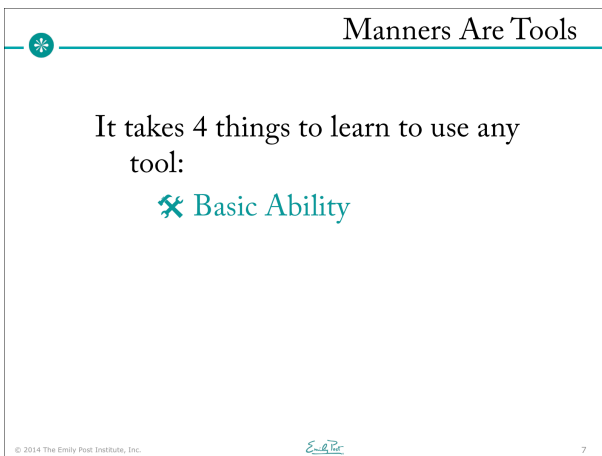 Manners Are Tools
It takes 4 things to learn to use any
tool:
Basic Ability
© 2014 The Emily Post Institute, Inc.
Emily Post
7